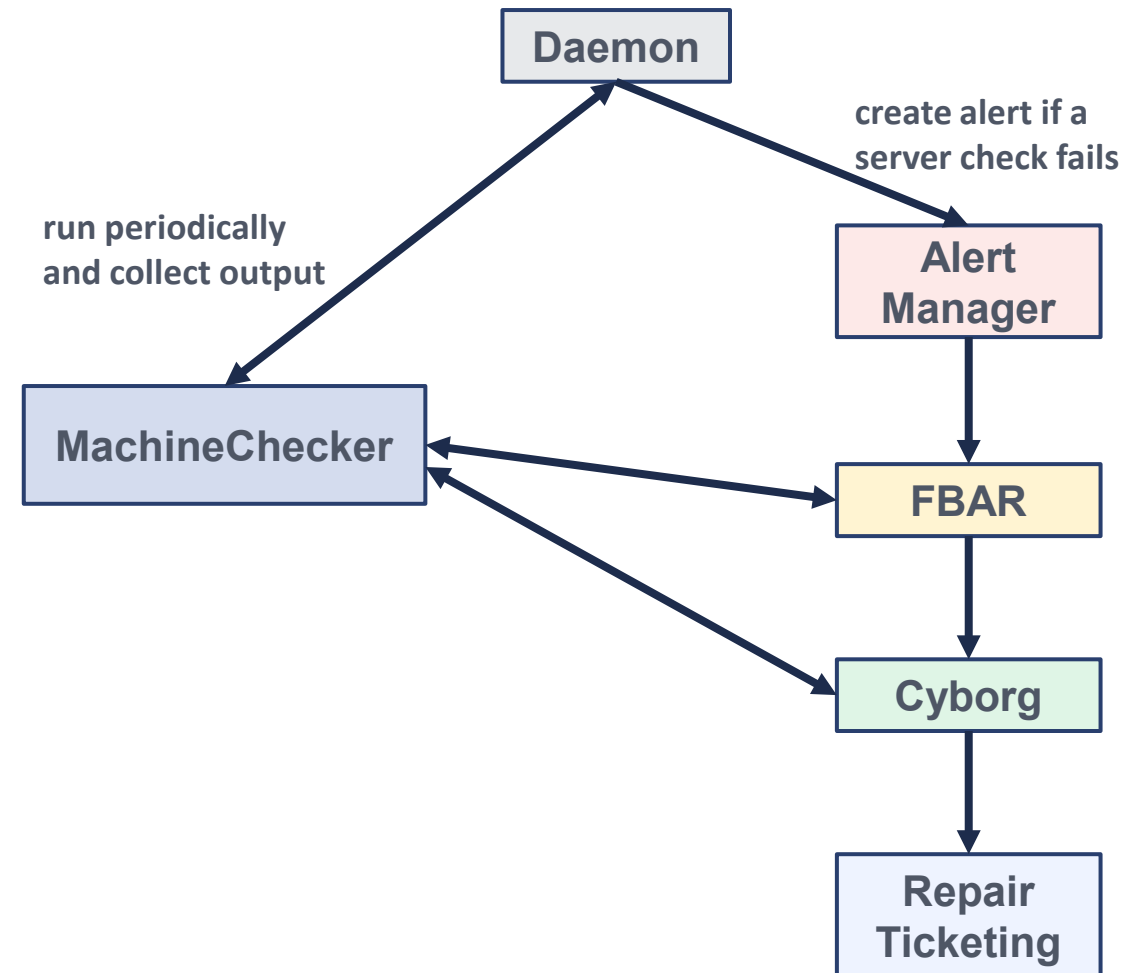 Daemon
create alert if a
server check fails
run periodically
and collect output
Alert
Manager
MachineChecker
FBAR
Cyborg
Repair
Ticketing